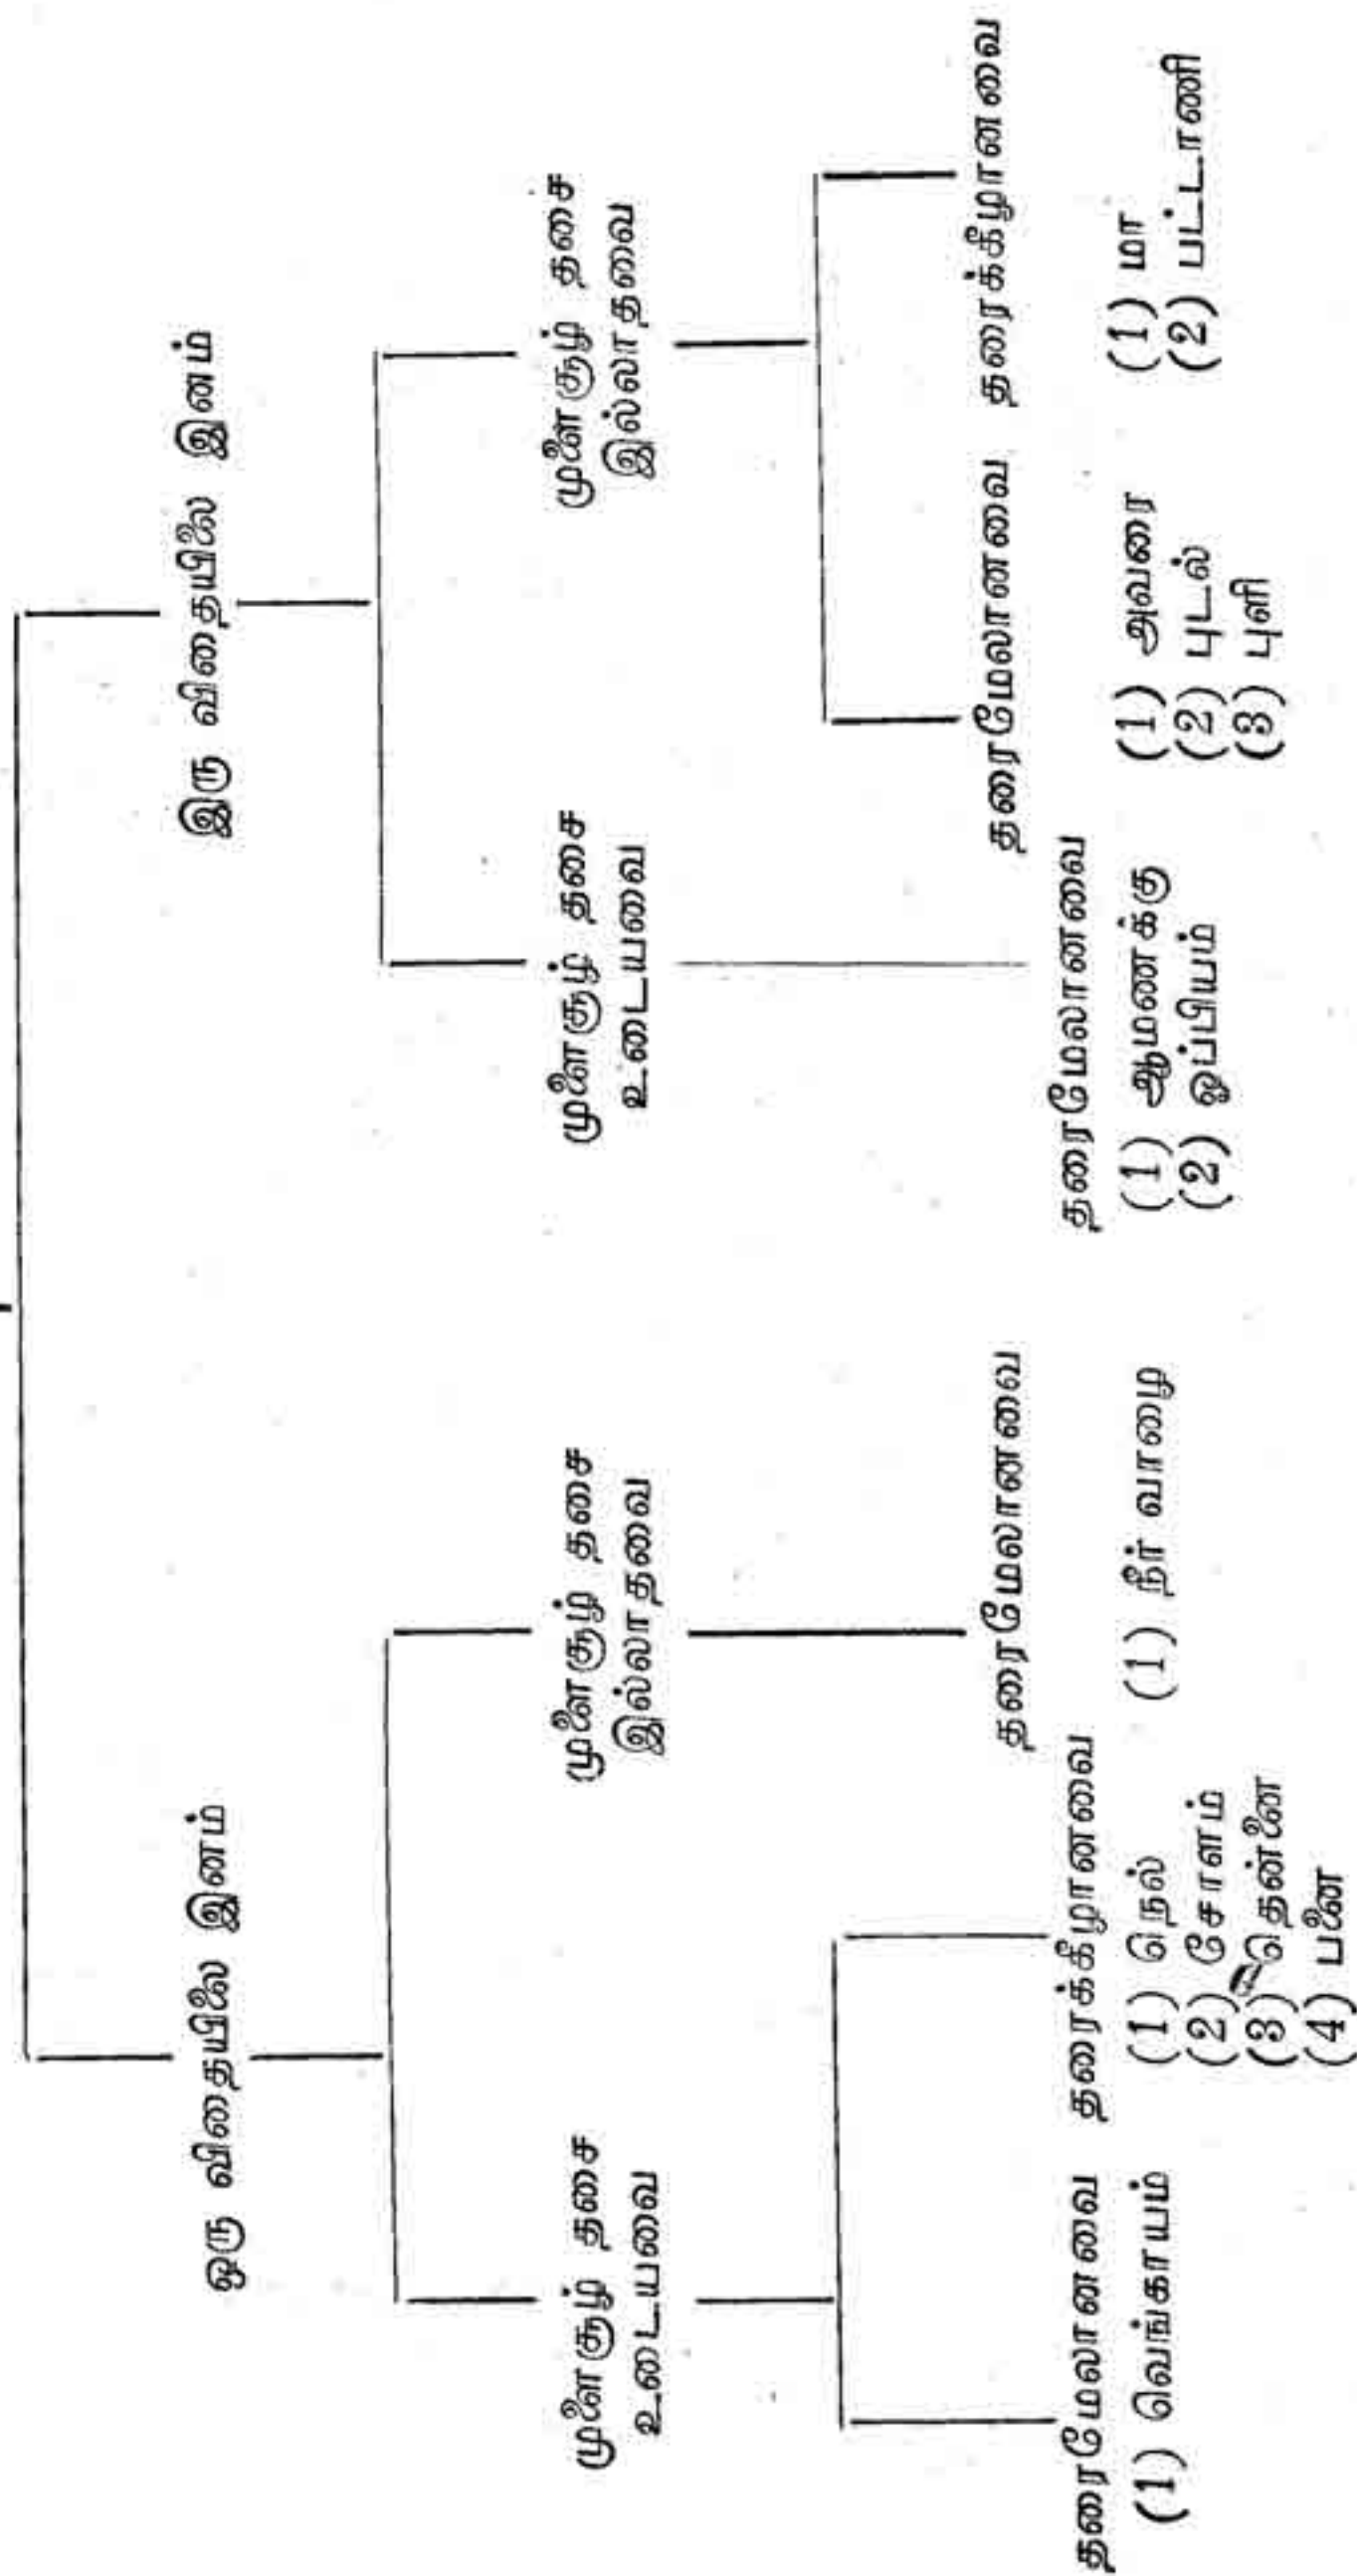 ஒரு விதையிலை இனம்
இரு விதையிலை இனம்
முளைசூழ் தசை
உடையவை
முளைசூழ் தசை
இல்லாதவை
முளைசூழ் தசை
உடையவை
முளைசூழ் தசை
இல்லாதவை
தரைமேலானவை
(1) வெங்காயம்
தரைக்கீழானவை
(1) நெல்
(2) சோளம்
(3) தென்னை
(4) பனை
தரைமேலானவை
(1) நீர் வாழை
தரைமேலானவை
(1) ஆமணக்கு
(2) ஓப்பியம்
தரைமேலானவை
(1) அவரை
(2) புடல்
(3) புளி
தரைக்கீழானவை
(1) மா
(2) பட்டாணி